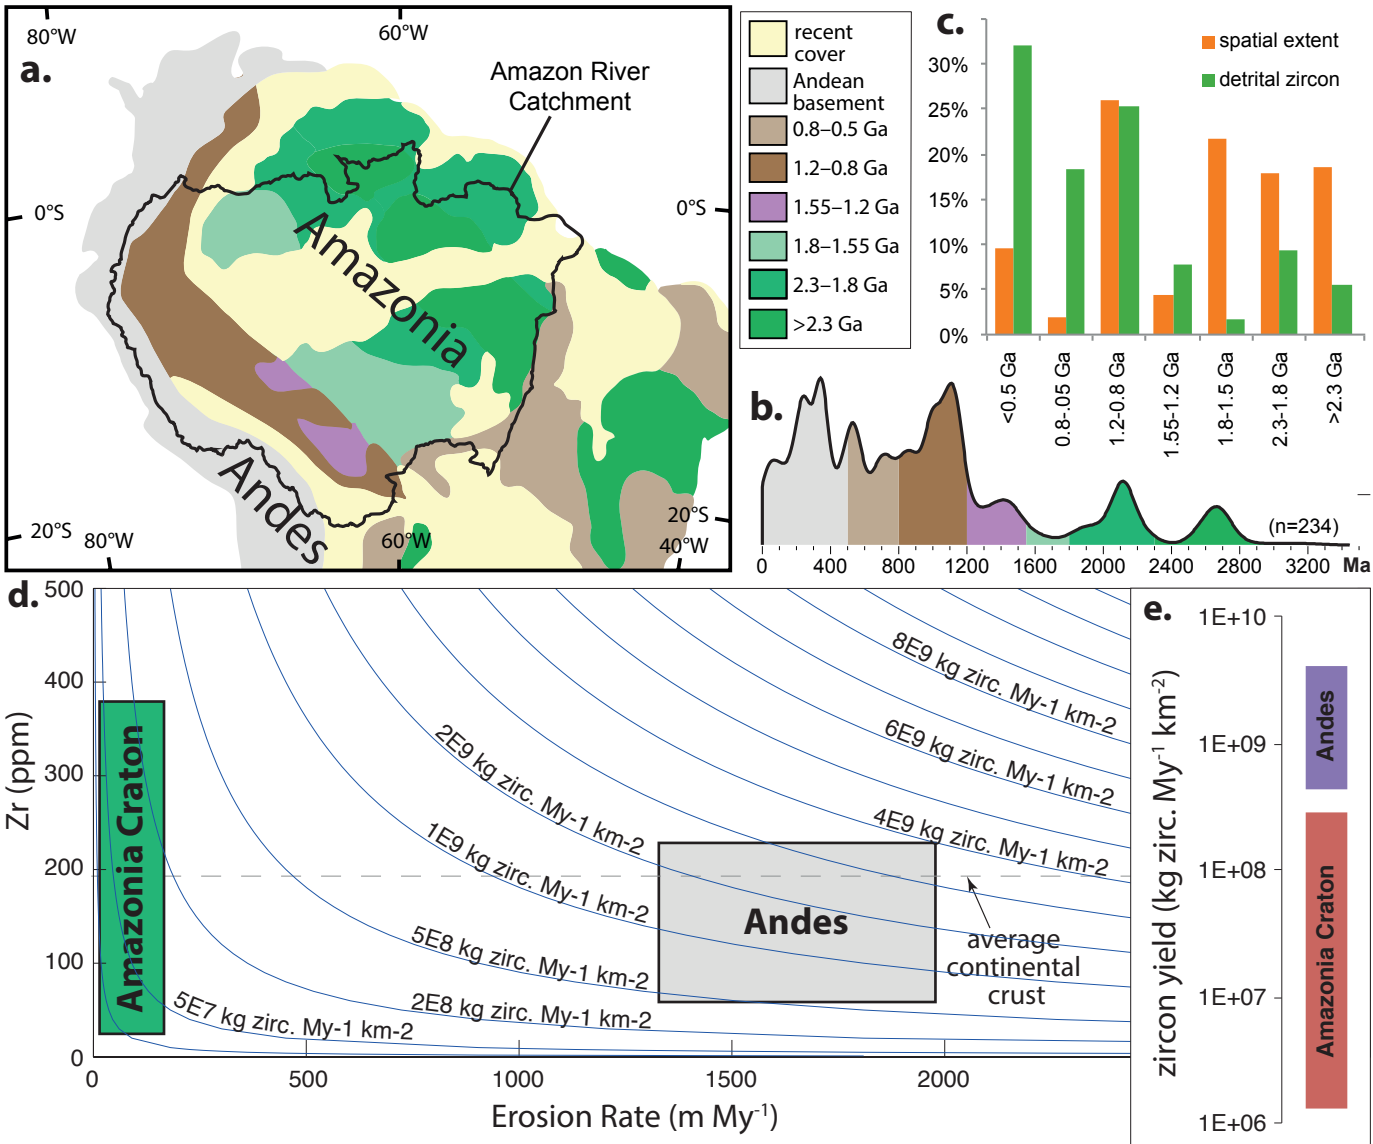 a.
80°W
60°W
Amazon River
Catchment
0°S
0°S
Amazonia
Andes
20°S
80°W
60°W
20°S
40°W
recent
cover
Andean
basement
0.8–0.5 Ga
1.2–0.8 Ga
1.55–1.2 Ga
1.8–1.55 Ga
2.3–1.8 Ga
>2.3 Ga
c.
spatial extent
detrital zircon
30%
25%
20%
15%
10%
5%
0%
<0.5 Ga
0.8-.05 Ga
1.2-0.8 Ga
1.55-1.2 Ga
1.8-1.5 Ga
2.3-1.8 Ga
>2.3 Ga
b.
(n=234)
0
400
800
1200
1600
2000
2400
2800
3200
Ma
d.
500
400
300
200
100
0
Zr (ppm)
0
500
1000
1500
2000
Erosion Rate (m My-1)
Amazonia Craton
Andes
8E9 kg zirc. My-1 km-2
6E9 kg zirc. My-1 km-2
4E9 kg zirc. My-1 km-2
2E9 kg zirc. My-1 km-2
1E9 kg zirc. My-1 km-2
5E8 kg zirc. My-1 km-2
2E8 kg zirc. My-1 km-2
5E7 kg zirc. My-1 km-2
average
continental
crust
e.
zircon yield (kg zirc. My-1 km-2)
1E+10
1E+09
1E+08
1E+07
1E+06
Andes
Amazonia Craton